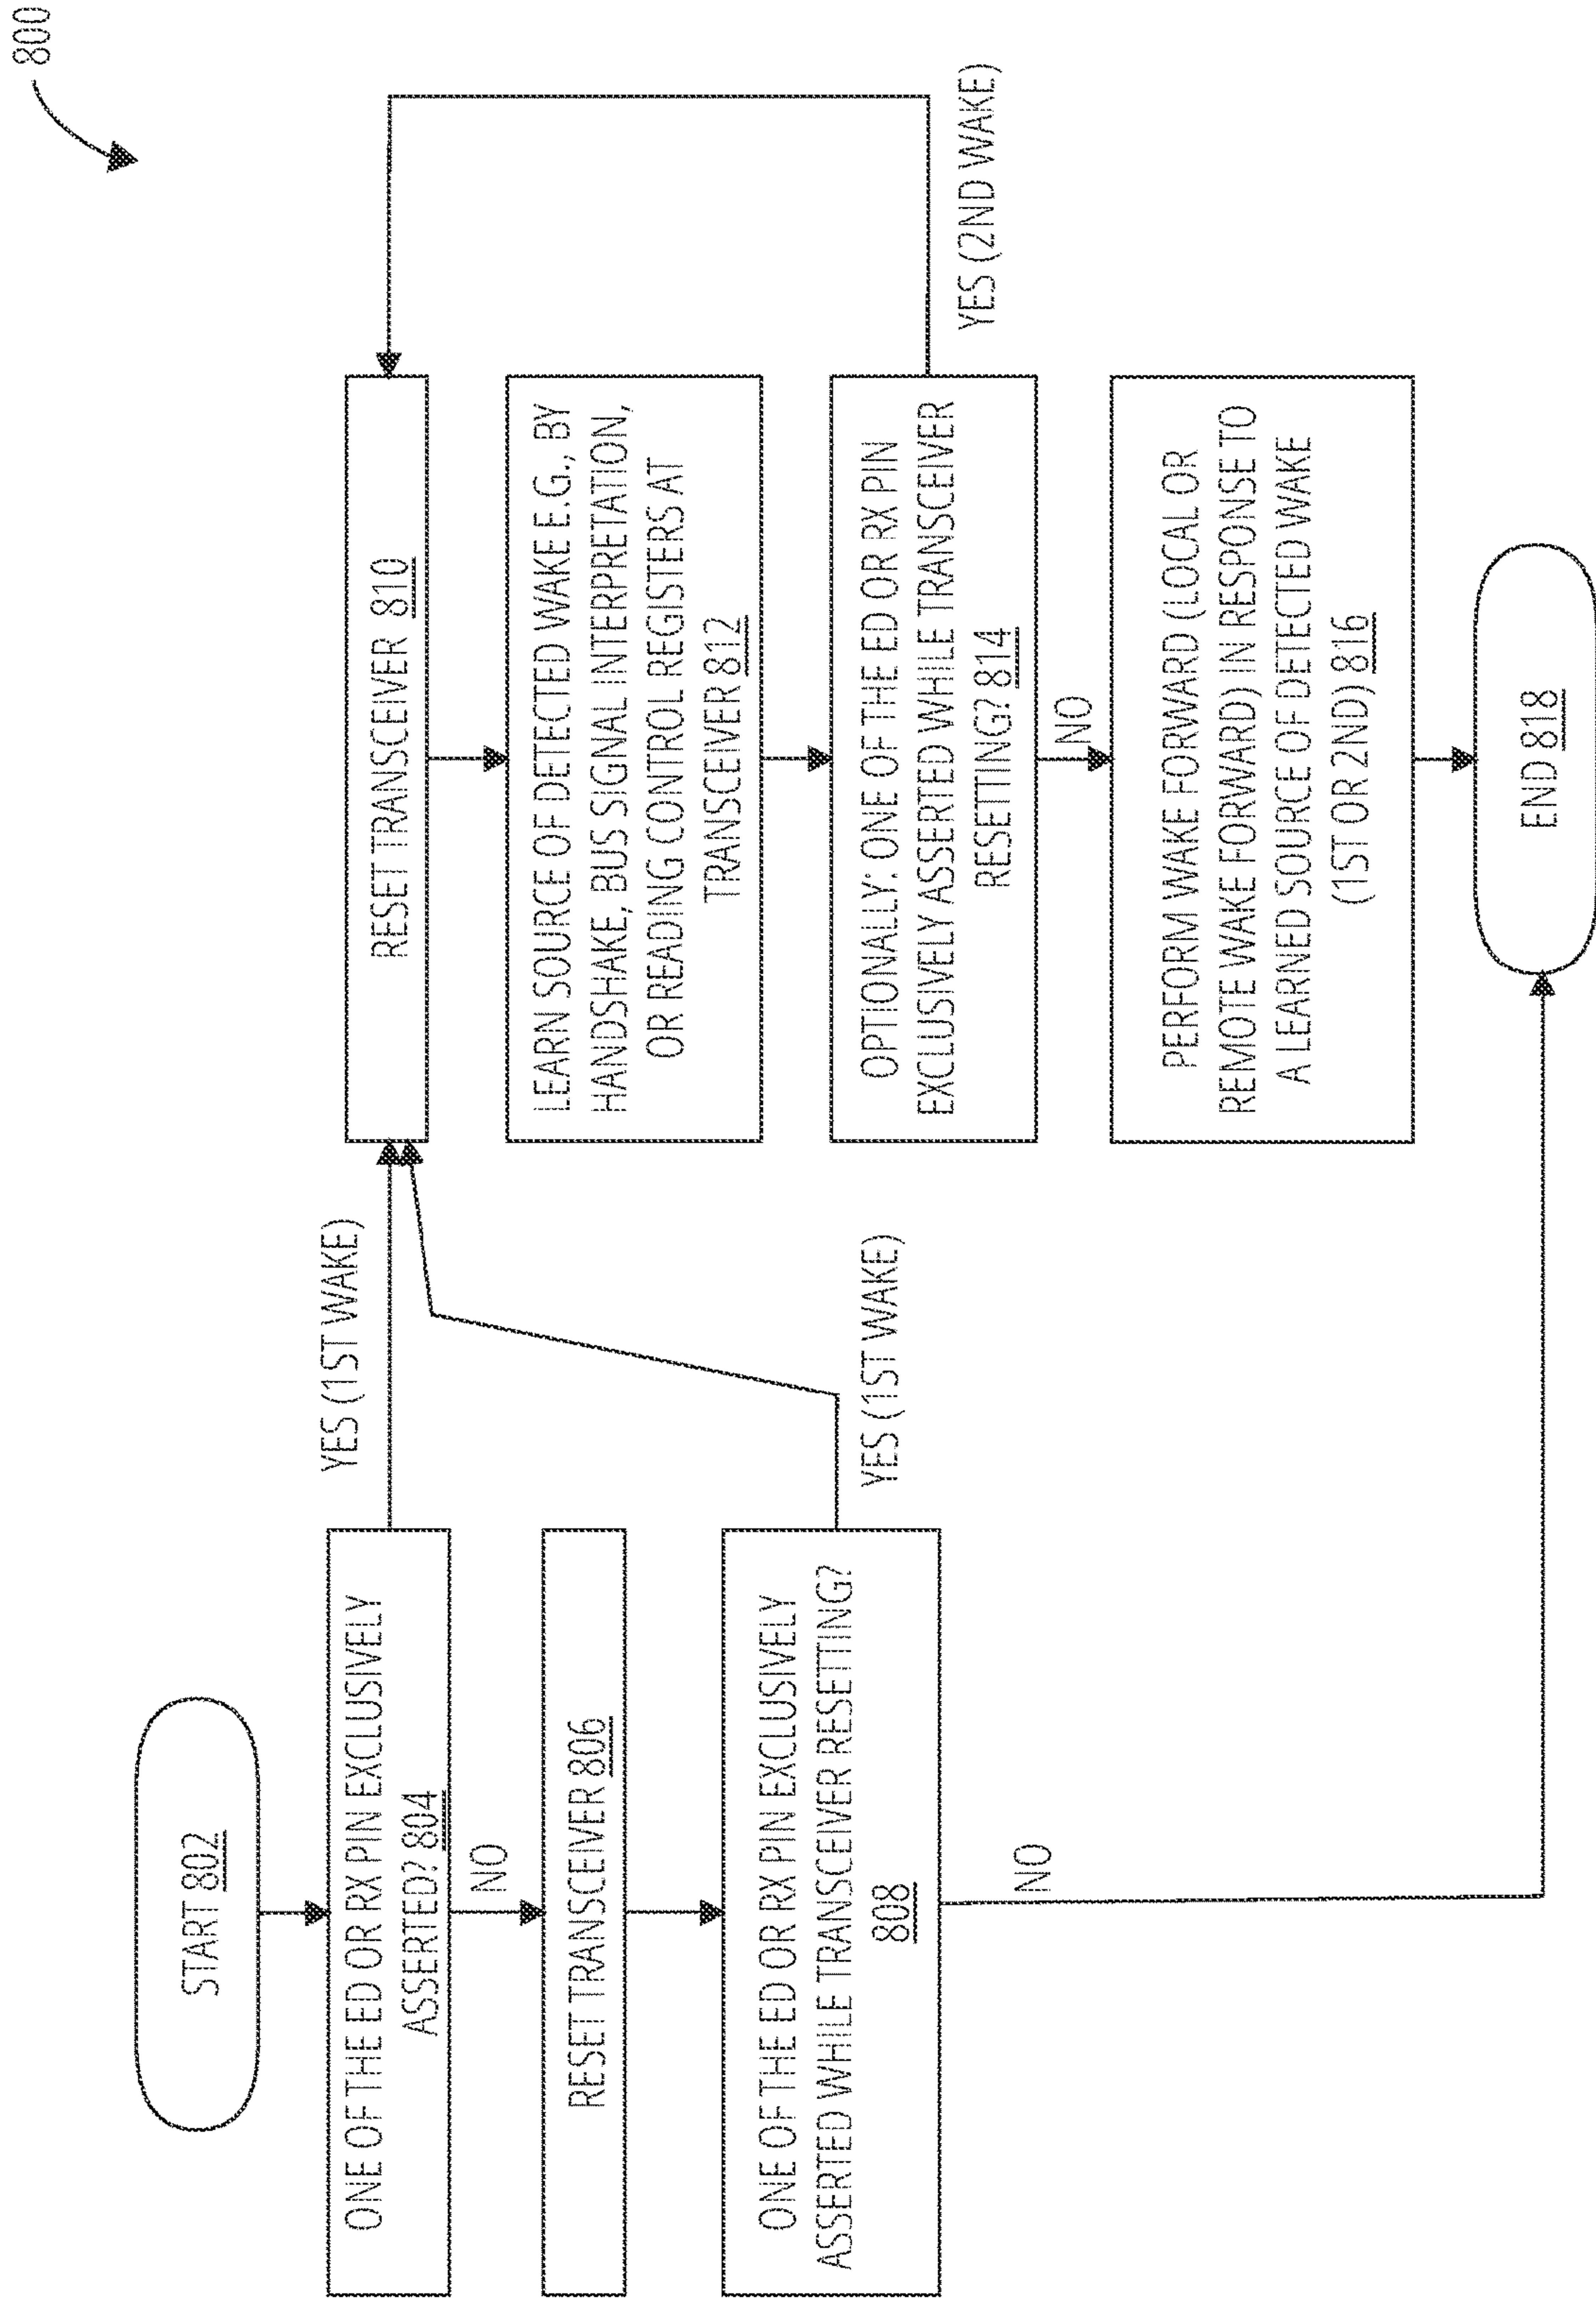 800
START 802
ONE OF THE ED OR RX PIN EXCLUSIVELY
ASSERTED? 804
YES (1ST WAKE)
NO
RESET TRANSCEIVER 806
ONE OF THE ED OR RX PIN EXCLUSIVELY
ASSERTED WHILE TRANSCEIVER RESETTING?
808
YES (1ST WAKE)
NO
RESET TRANSCEIVER 810
LEARN SOURCE OF DETECTED WAKE E.G., BY
HANDSHAKE, BUS SIGNAL INTERPRETATION,
OR READING CONTROL REGISTERS AT
TRANSCEIVER 812
OPTIONALLY: ONE OF THE ED OR RX PIN
EXCLUSIVELY ASSERTED WHILE TRANSCEIVER
RESETTING? 814
YES (2ND WAKE)
NO
PERFORM WAKE FORWARD (LOCAL OR
REMOTE WAKE FORWARD) IN RESPONSE TO
A LEARNED SOURCE OF DETECTED WAKE
(1ST OR 2ND) 816
END 818